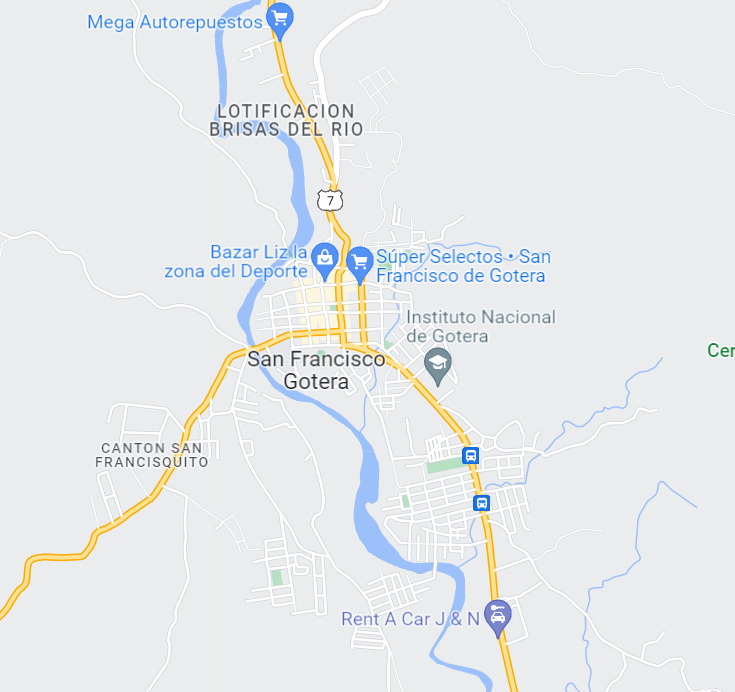 Mega Autorepuestos
LOTIFICACION
BRISAS DEL RIO
7
Bazar Liz la
zona del Deporte
Súper Selectos • San
Francisco de Gotera
Instituto Nacional
de Gotera
Cer
San Francisco
Gotera
CANTON SAN
FRANCISQUITO
Rent A Car J & N